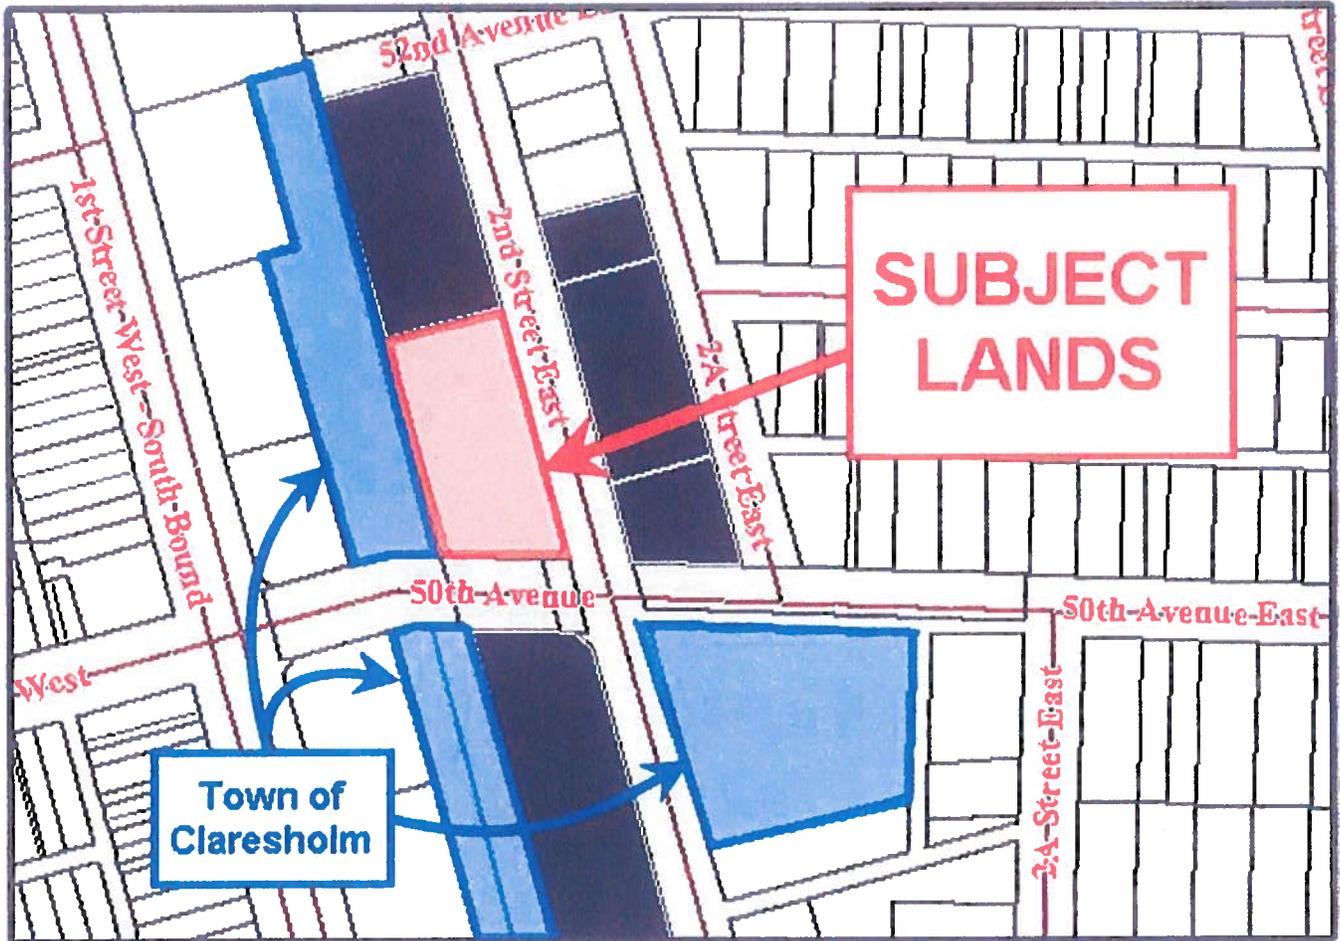 52nd Avenue
1st-Street-West--South-Bound
2nd-Street-East
SUBJECT
LANDS
2A-Street-East
50th-Avenue
50th-Avenue-East
West
Town of
Claresholm
2A-Street-East